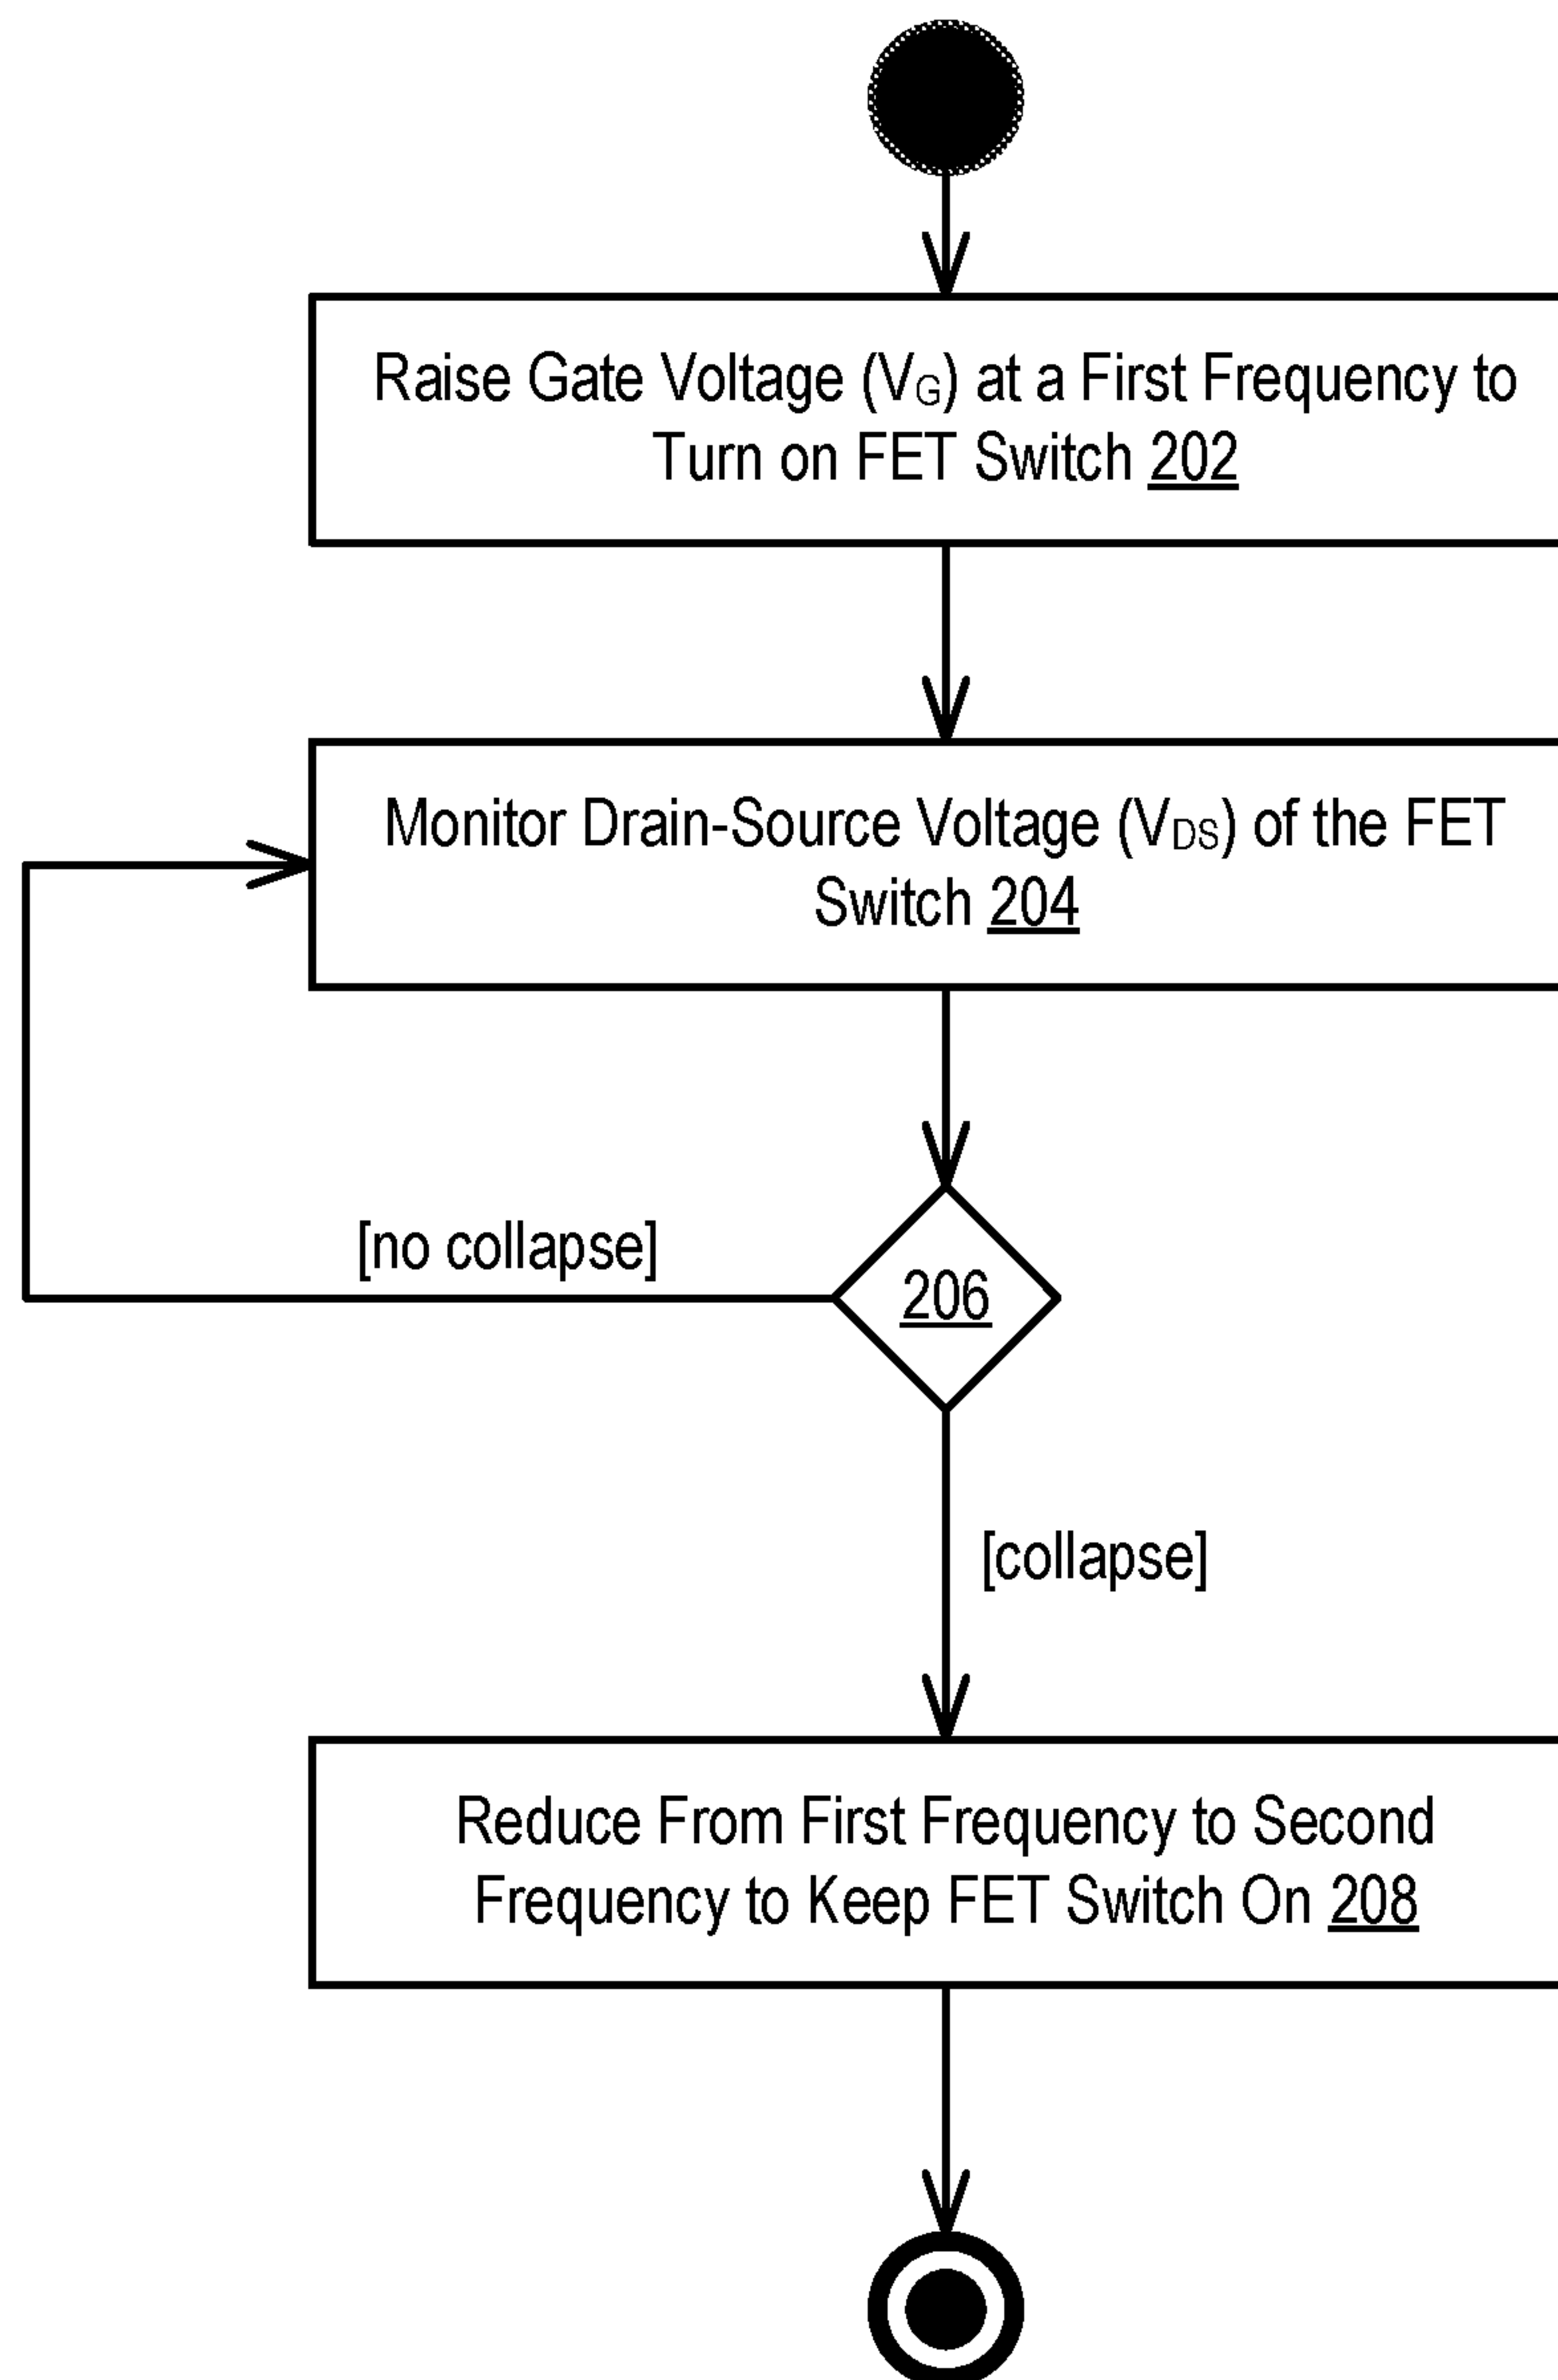 Raise Gate Voltage (VG) at a First Frequency to
Turn on FET Switch 202
Monitor Drain-Source Voltage (VDS) of the FET
Switch 204
[no collapse]
206
[collapse]
Reduce From First Frequency to Second
Frequency to Keep FET Switch On 208